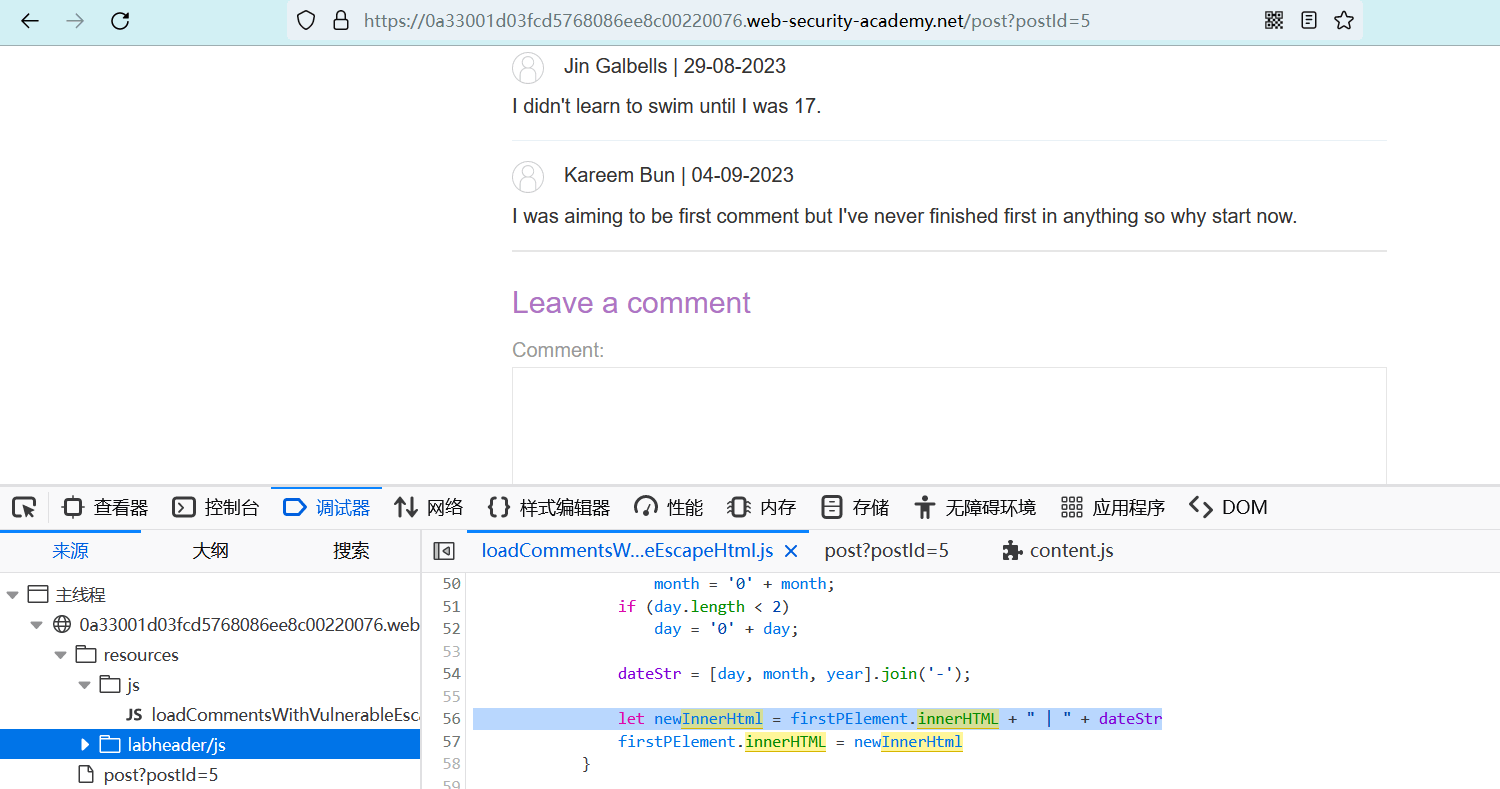 https://0a33001d03fcd5768086ee8c00220076.web-security-academy.net/post?postId=5
Jin Galbells | 29-08-2023
I didn't learn to swim until I was 17.
Kareem Bun | 04-09-2023
I was aiming to be first comment but I've never finished first in anything so why start now.
Leave a comment
Comment:
查看器 控制台 调试器 网络 样式编辑器 性能 内存 存储 无障碍环境 应用程序 DOM
来源 大纲 搜索 loadCommentsW...eEscapeHtml.js post?postId=5 content.js
主线程
0a33001d03fcd5768086ee8c00220076.web
resources
js
JS loadCommentsWithVulnerableEsc
labheader/js
post?postId=5
50 month = '0' + month;
51 if (day.length < 2)
52 day = '0' + day;
53
54 dateStr = [day, month, year].join('-');
55
56 let newInnerHtml = firstPElement.innerHTML + " | " + dateStr
57 firstPElement.innerHTML = newInnerHtml
58 }
59